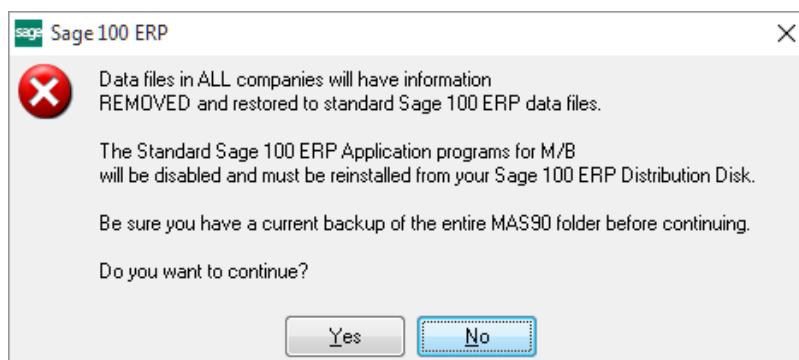 sage Sage 100 ERP
Data files in ALL companies will have information
REMOVED and restored to standard Sage 100 ERP data files.
The Standard Sage 100 ERP Application programs for M/B
will be disabled and must be reinstalled from your Sage 100 ERP Distribution Disk.
Be sure you have a current backup of the entire MAS90 folder before continuing.
Do you want to continue?
Yes No